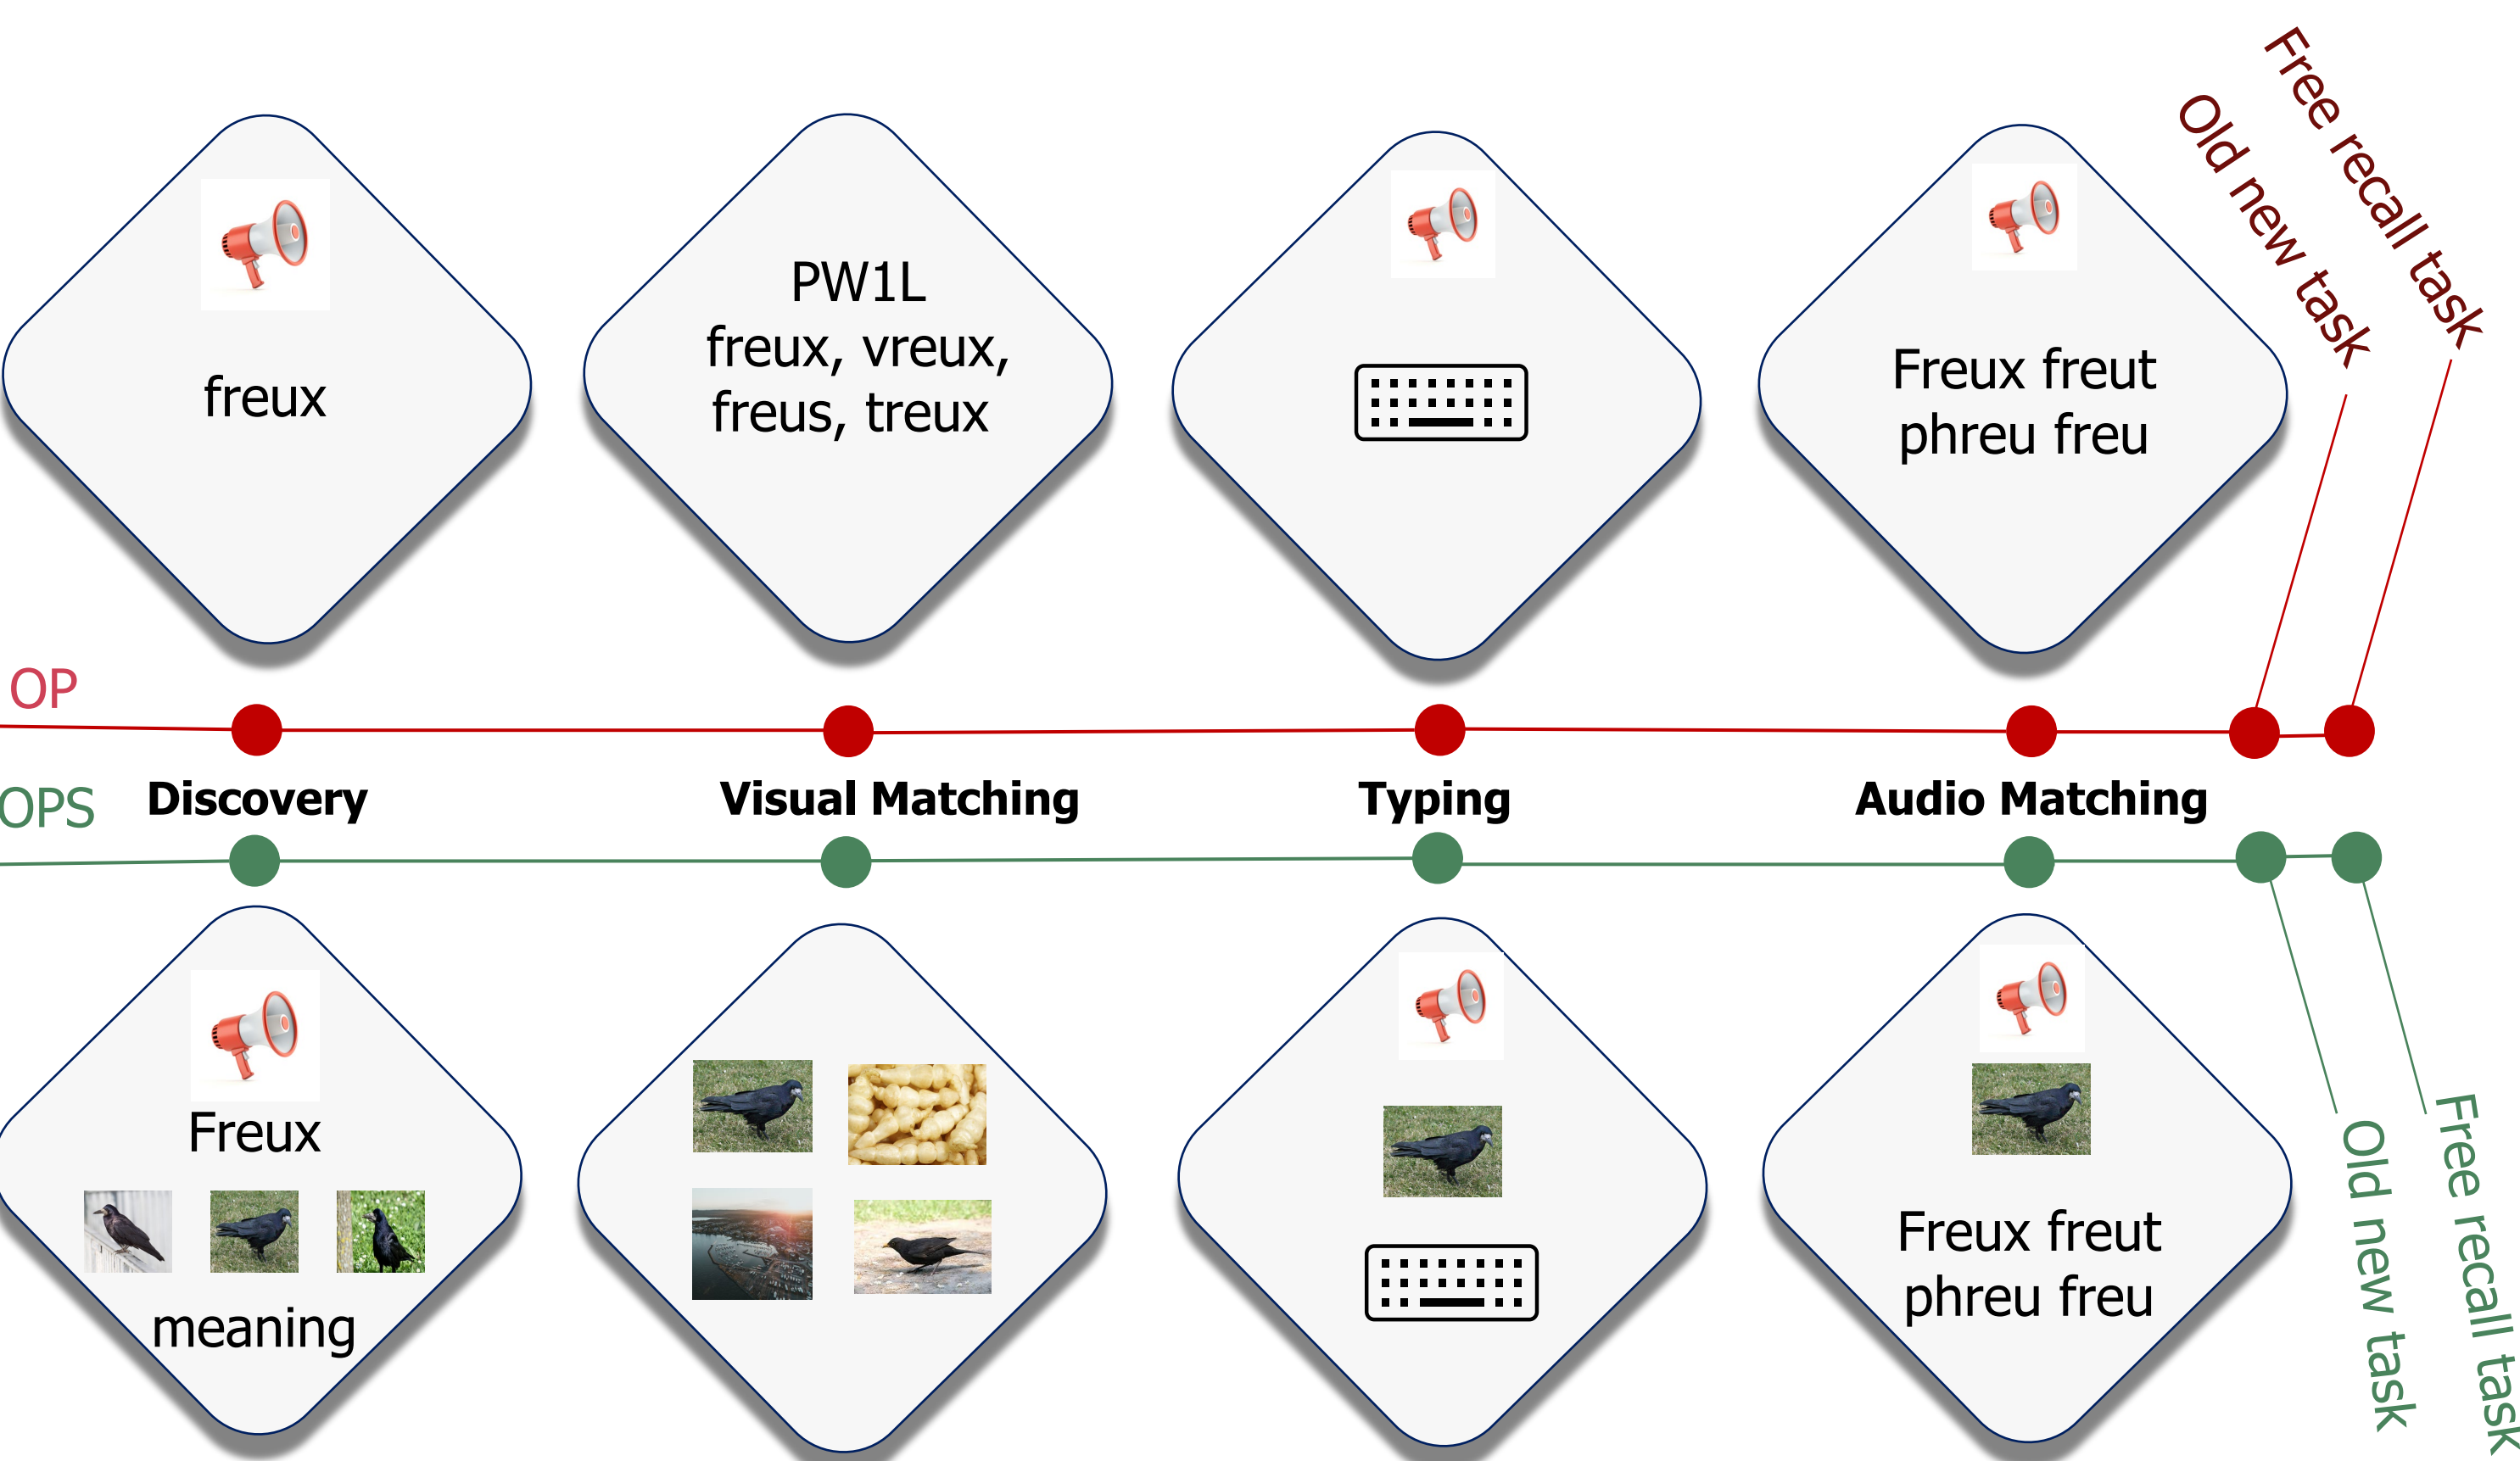 Free recall task
Old new task
freux
PW1L
freux, vreux,
freus, treux
Freux freut
phreu freu
OP
Discovery
Visual Matching
Typing
Audio Matching
OPS
Freux
meaning
Freux freut
phreu freu
Old new task
Free recall task